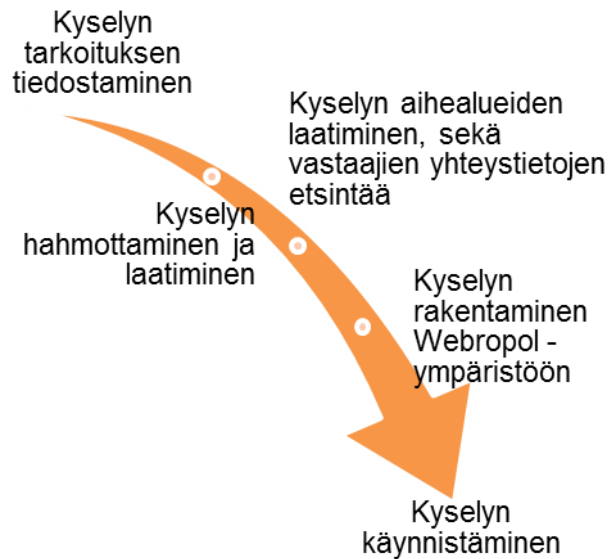 Kyselyn
tarkoituksen
tiedostaminen
Kyselyn aihealueiden
laatiminen, sekä
vastaajien yhteystietojen
etsintää
Kyselyn
hahmottaminen ja
laatiminen
Kyselyn
rakentaminen
Webropol -
ympäristöön
Kyselyn
käynnistäminen